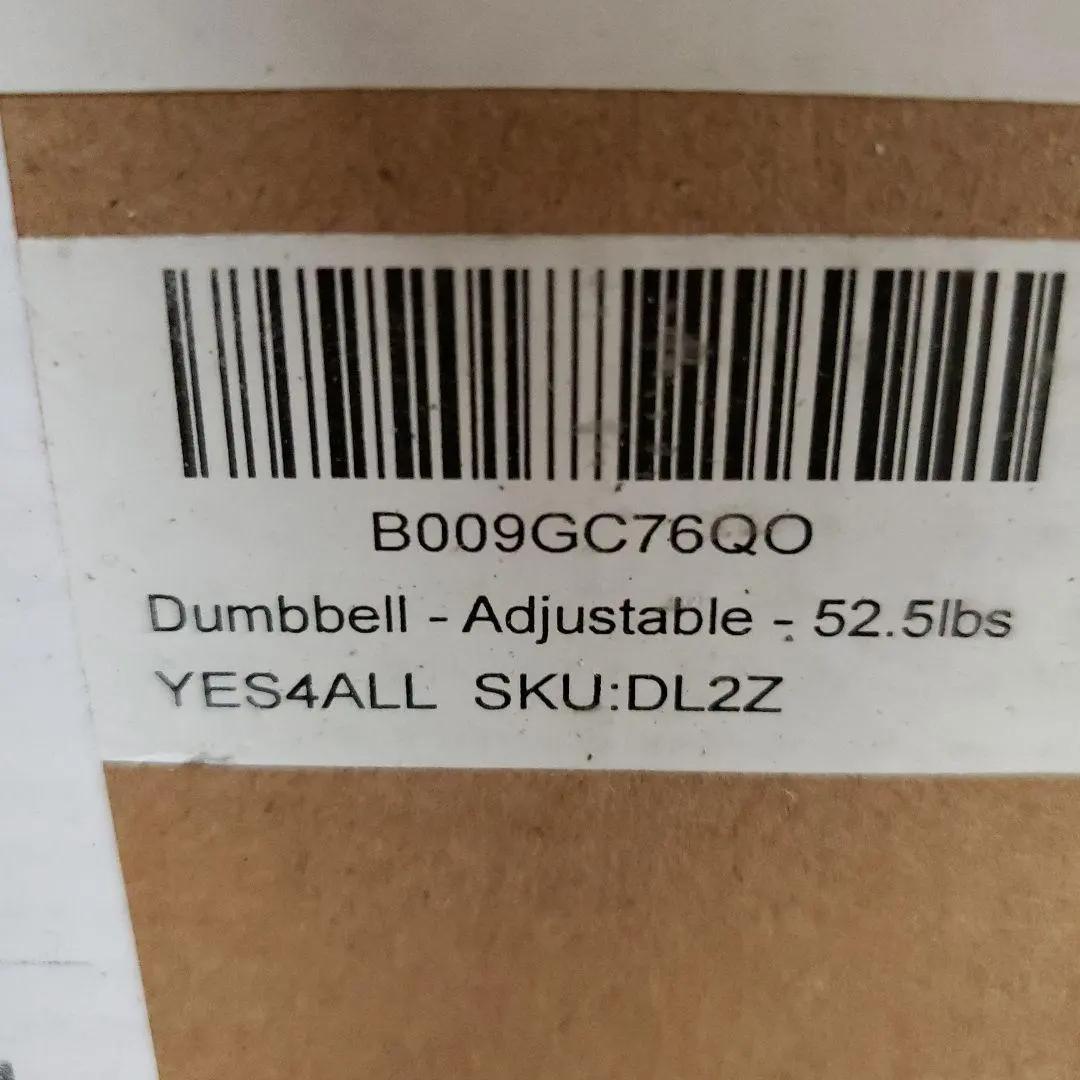 B009GC76QO
Dumbbell - Adjustable - 52.5lbs
YES4ALL SKU:DL2Z